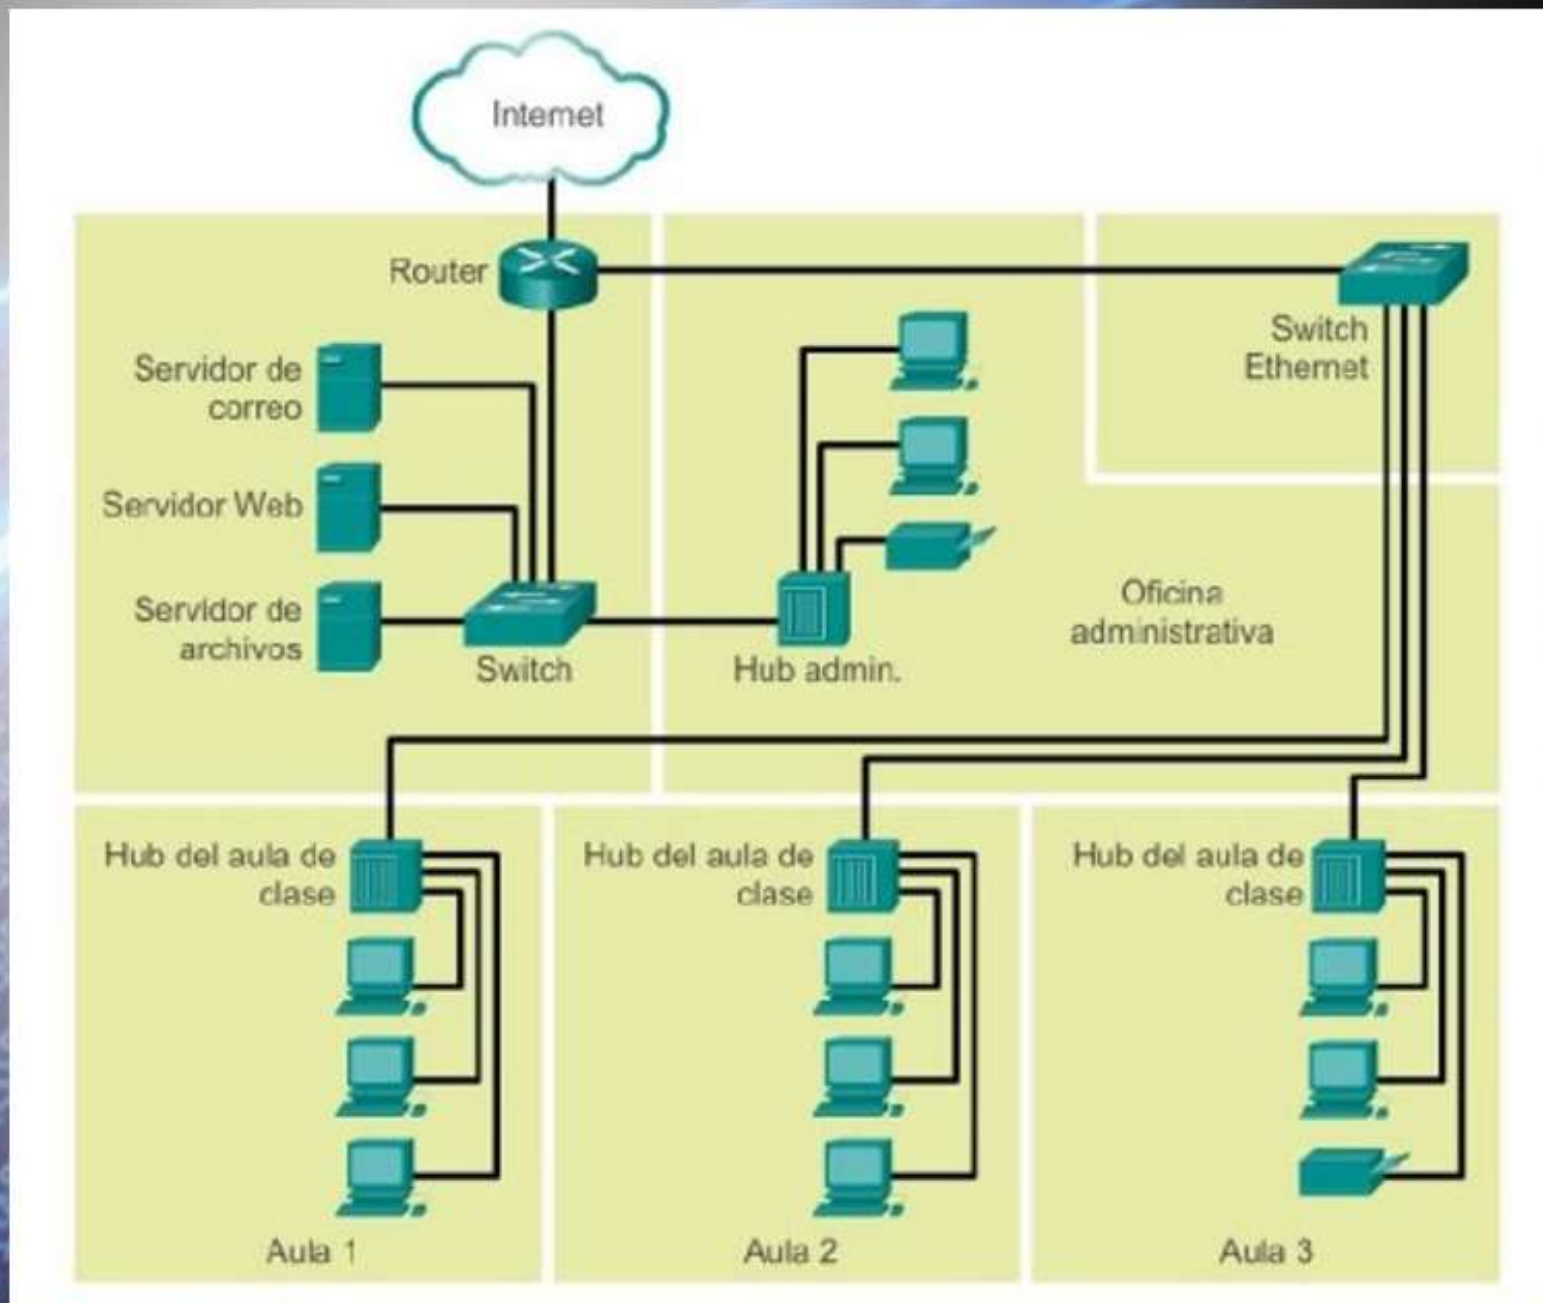 Internet
Router
Switch
Ethernet
Servidor de
correo
Servidor Web
Servidor de
archivos
Switch
Hub admin.
Oficina
administrativa
Hub del aula de
clase
Hub del aula de
clase
Hub del aula de
clase
Aula 1
Aula 2
Aula 3